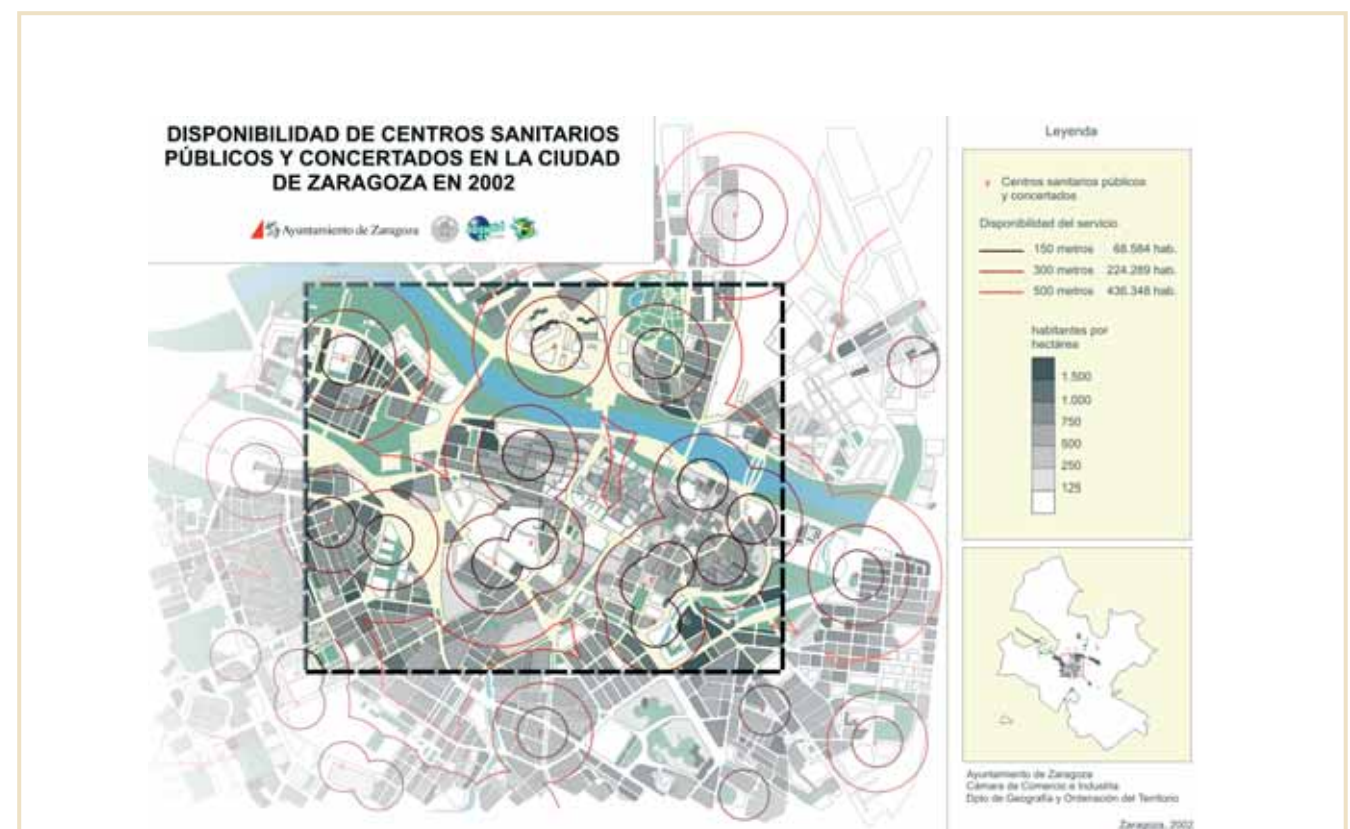 DISPONIBILIDAD DE CENTROS SANITARIOS
PÚBLICOS Y CONCERTADOS EN LA CIUDAD
DE ZARAGOZA EN 2002
Ayuntamiento de Zaragoza
Leyenda
Centros sanitarios públicos
y concertados
Disponibilidad del servicio
150 metros 68.584 hab.
300 metros 224.289 hab.
500 metros 436.348 hab.
habitantes por
hectárea
1.500
1.000
750
500
250
125
Ayuntamiento de Zaragoza
Cámara de Comercio e Industria
Dpto de Geografía y Ordenación del Territorio
Zaragoza, 2002